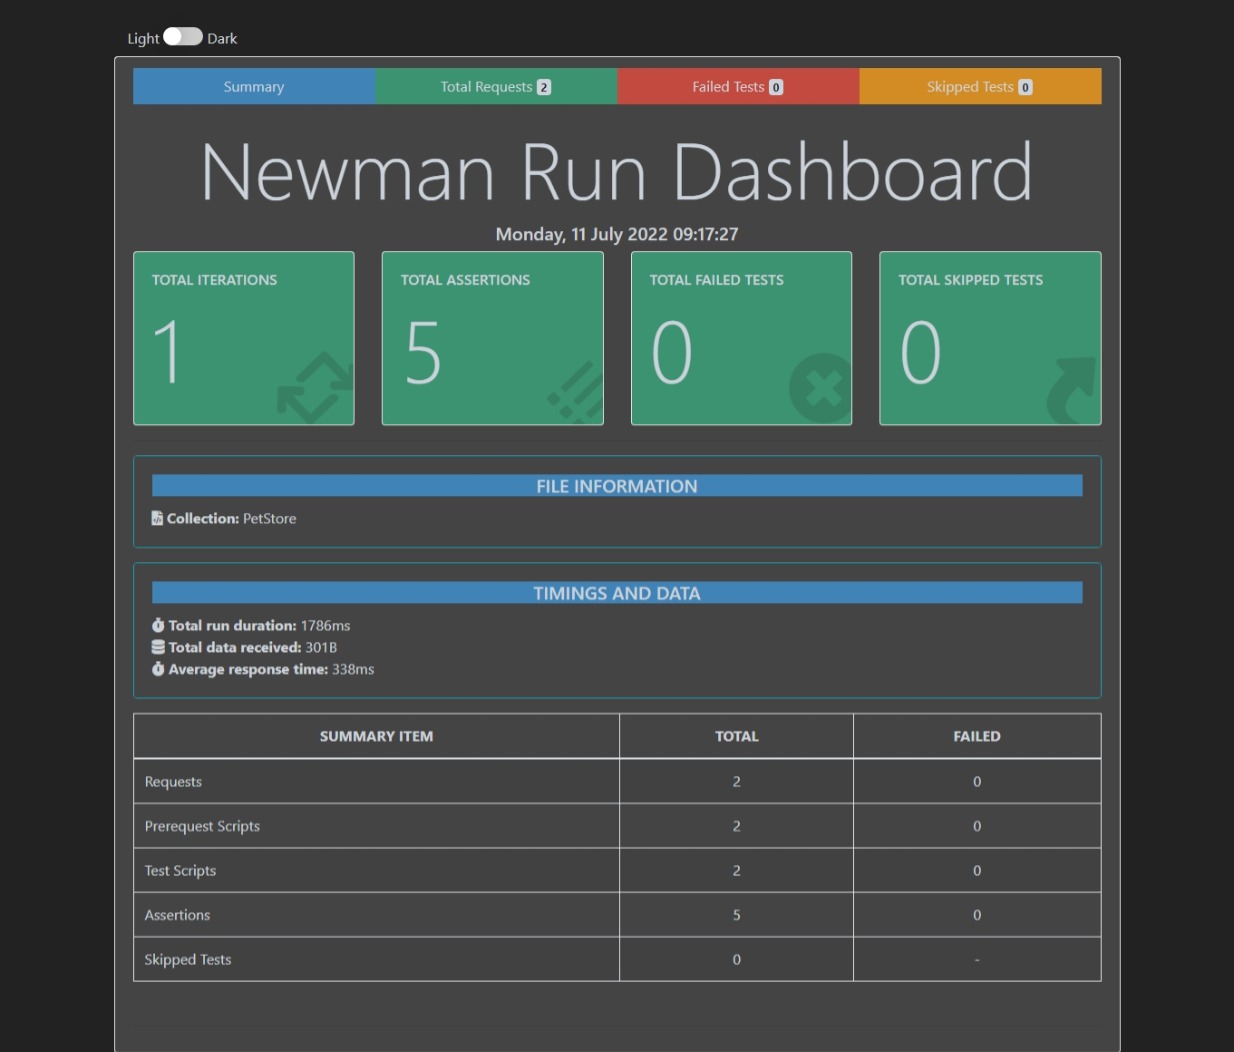 Light Dark
Summary Total Requests 2 Failed Tests 0 Skipped Tests 0
Newman Run Dashboard
Monday, 11 July 2022 09:17:27
TOTAL ITERATIONS TOTAL ASSERTIONS TOTAL FAILED TESTS TOTAL SKIPPED TESTS
1 5 0 0
FILE INFORMATION
Collection: PetStore
TIMINGS AND DATA
Total run duration: 1786ms
Total data received: 301B
Average response time: 338ms
SUMMARY ITEM TOTAL FAILED
Requests 2 0
Prerequest Scripts 2 0
Test Scripts 2 0
Assertions 5 0
Skipped Tests 0 -